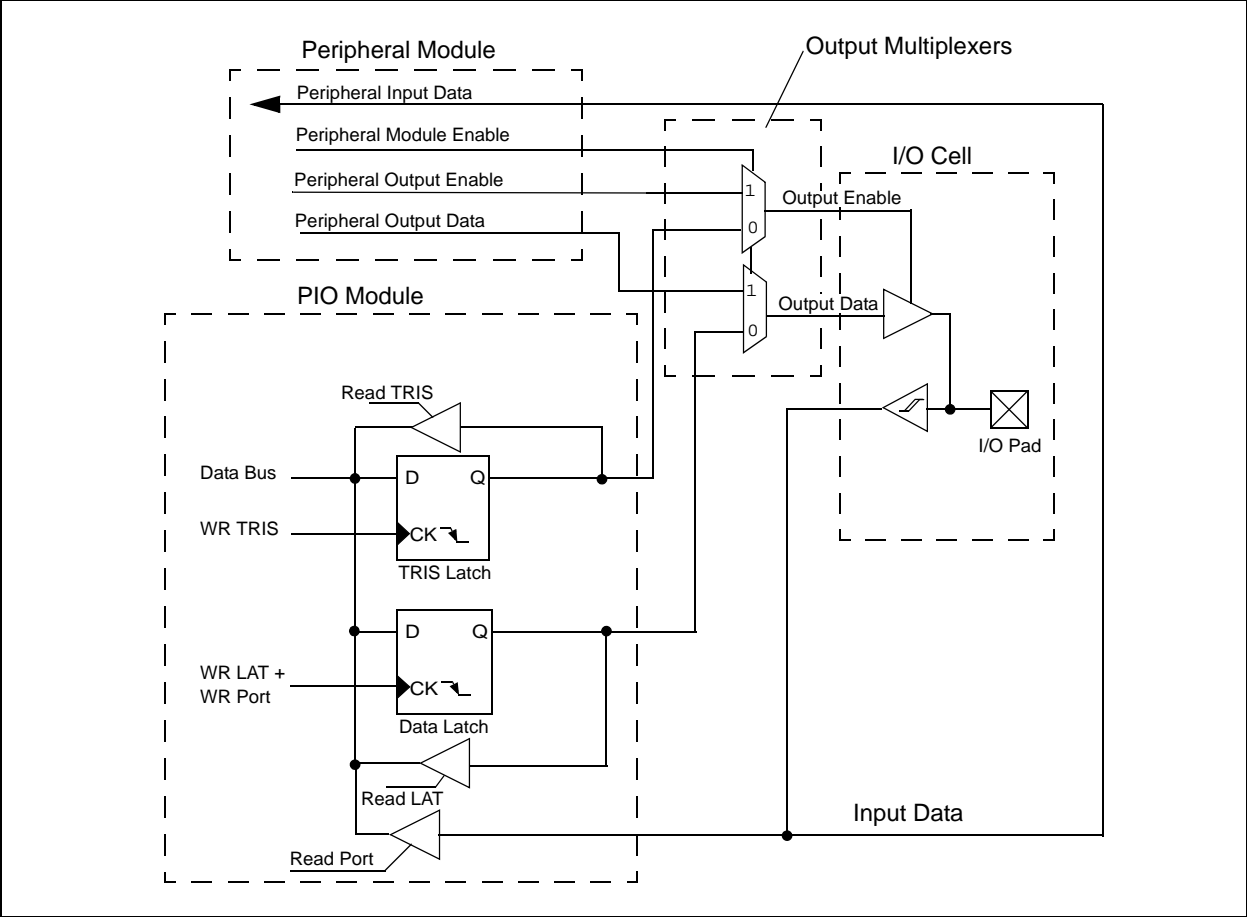 Peripheral Module
Output Multiplexers
Peripheral Input Data
Peripheral Module Enable
I/O Cell
Peripheral Output Enable
1
Output Enable
Peripheral Output Data
0
PIO Module
1
Output Data
0
Read TRIS
I/O Pad
Data Bus
D
Q
WR TRIS
CK
TRIS Latch
D
Q
WR LAT +
WR Port
CK
Data Latch
Read LAT
Input Data
Read Port